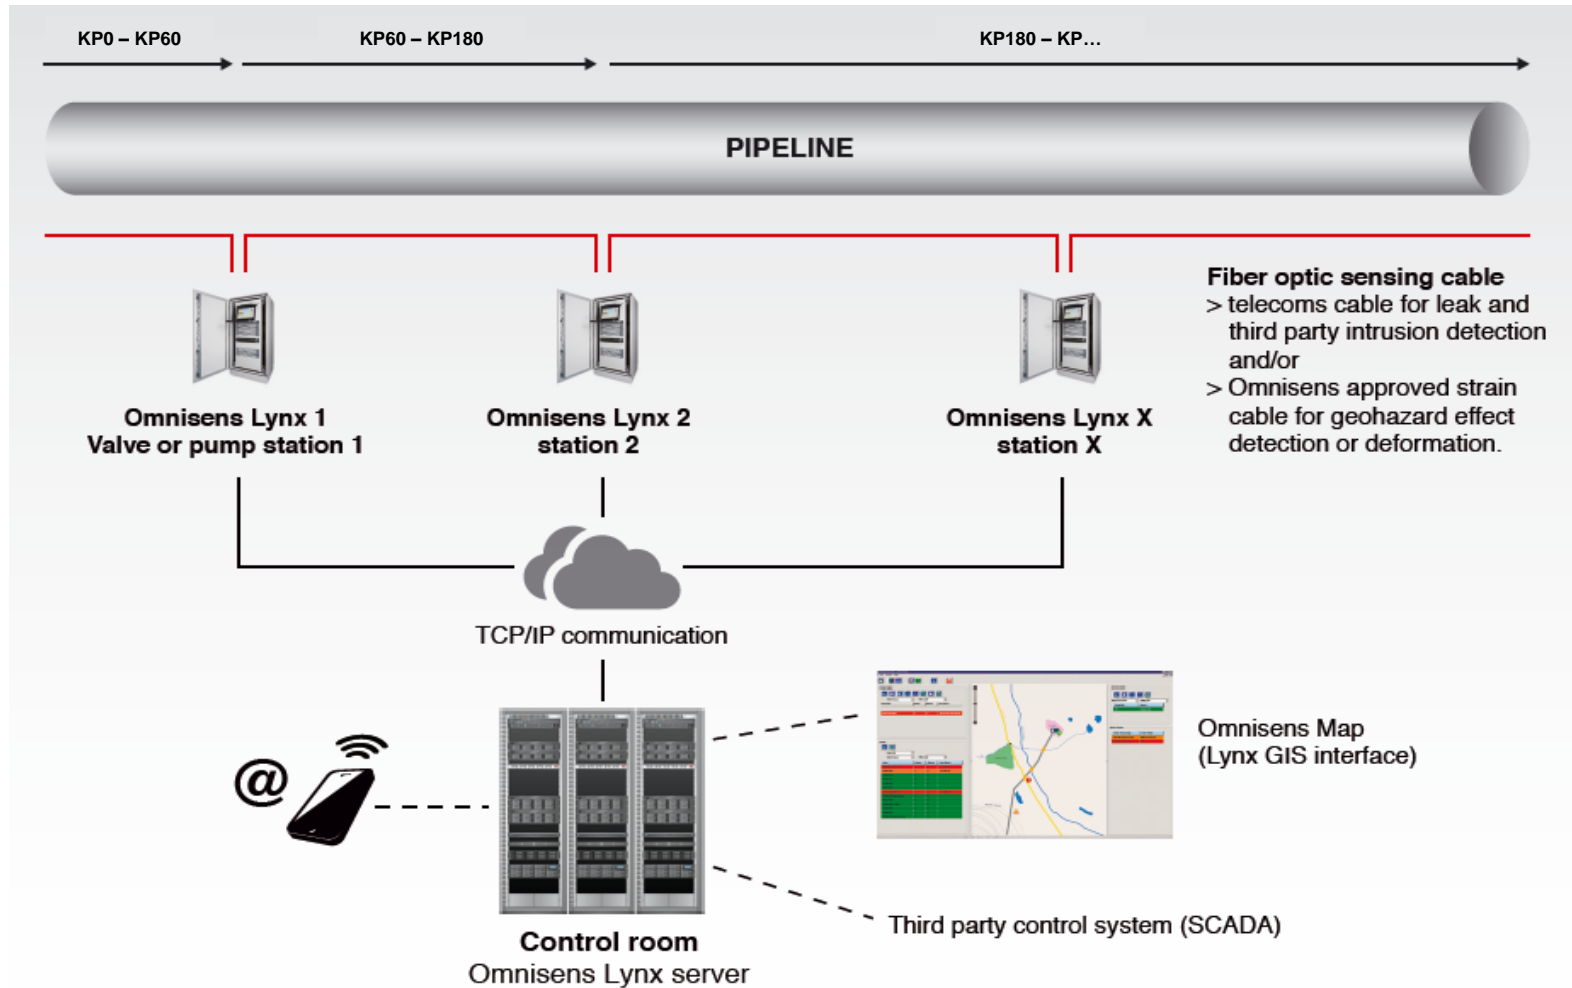 KP0 – KP60
KP60 – KP180
KP180 – KP…
PIPELINE
Fiber optic sensing cable
> telecoms cable for leak and
third party intrusion detection
and/or
> Omnisens approved strain
cable for geohazard effect
detection or deformation.
Omnisens Lynx 1
Valve or pump station 1
Omnisens Lynx 2
station 2
Omnisens Lynx X
station X
TCP/IP communication
@
Omnisens Map
(Lynx GIS interface)
Third party control system (SCADA)
Control room
Omnisens Lynx server